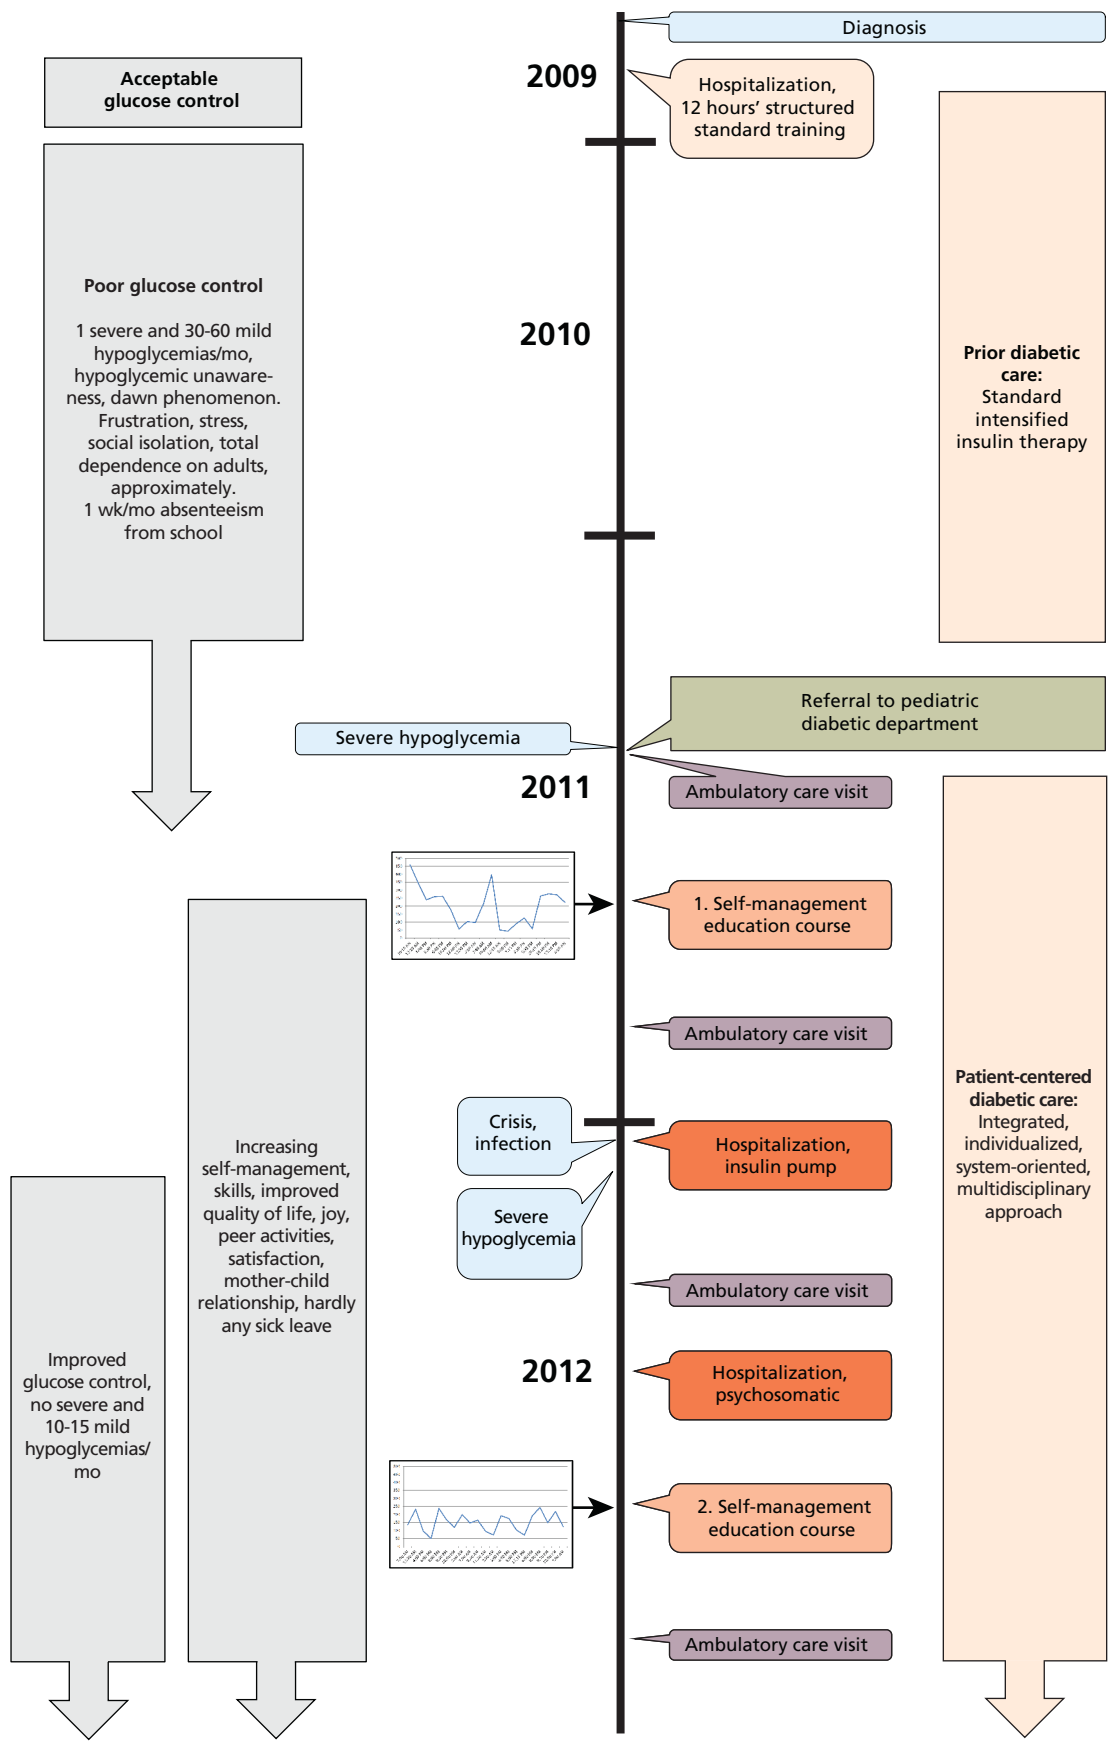 Diagnosis
2009
Acceptable
glucose control
Hospitalization,
12 hours’ structured
standard training
Poor glucose control
1 severe and 30-60 mild
hypoglycemias/mo,
hypoglycemic unaware-
ness, dawn phenomenon.
Frustration, stress,
social isolation, total
dependence on adults,
approximately.
1 wk/mo absenteeism
from school
2010
Prior diabetic
care:
Standard
intensified
insulin therapy
Referral to pediatric
diabetic department
Severe hypoglycemia
2011
Ambulatory care visit
1. Self-management
education course
Ambulatory care visit
Patient-centered
diabetic care:
Integrated,
individualized,
system-oriented,
multidisciplinary
approach
Crisis,
infection
Hospitalization,
insulin pump
Severe
hypoglycemia
Increasing
self-management,
skills, improved
quality of life, joy,
peer activities,
satisfaction,
mother-child
relationship, hardly
any sick leave
Ambulatory care visit
2012
Hospitalization,
psychosomatic
Improved
glucose control,
no severe and
10-15 mild
hypoglycemias/
mo
2. Self-management
education course
Ambulatory care visit